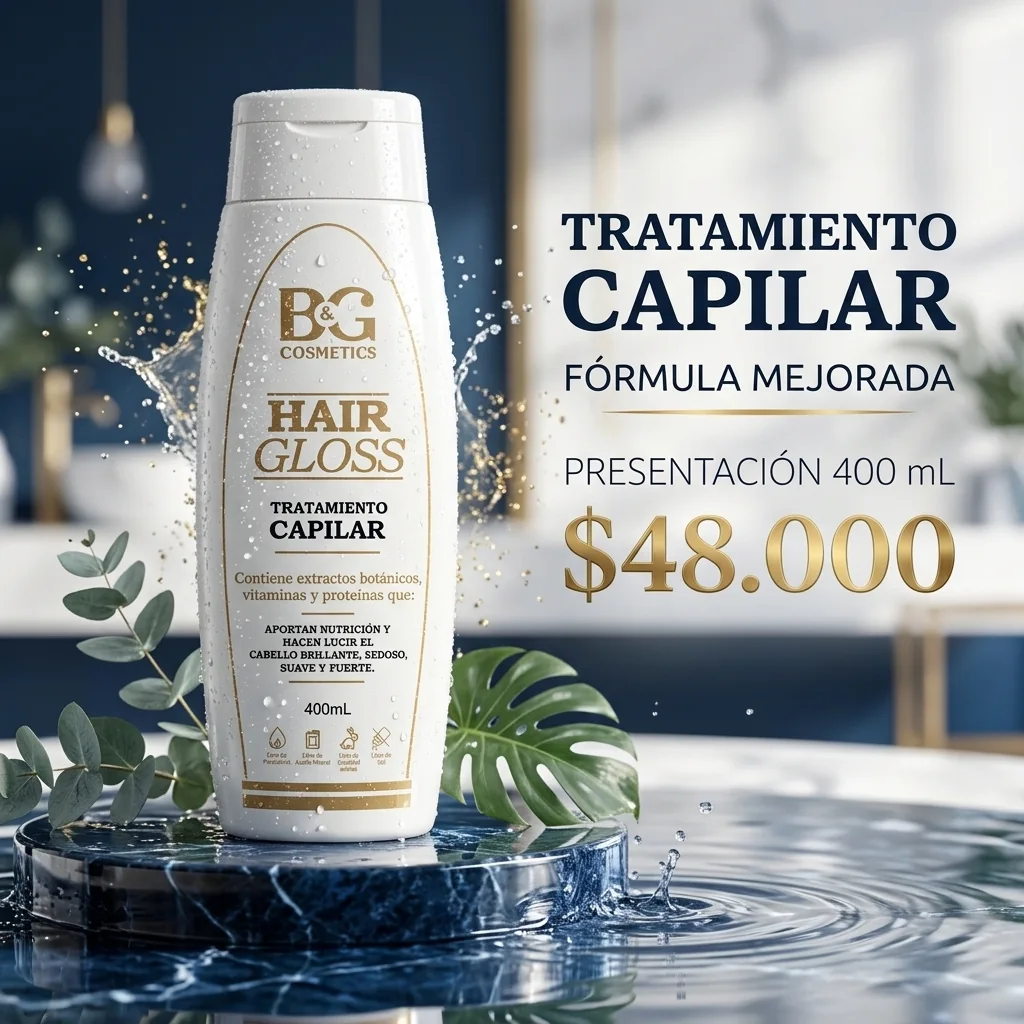 B&G
COSMETICS
HAIR
GLOSS
TRATAMIENTO
CAPILAR
Contiene extractos botánicos,
vitaminas y proteínas que:
APORTAN NUTRICIÓN Y
HACEN LUCIR EL
CABELLO BRILLANTE, SEDOSO,
SUAVE Y FUERTE.
400mL
TRATAMIENTO
CAPILAR
FÓRMULA MEJORADA
PRESENTACIÓN 400 mL
$48.000